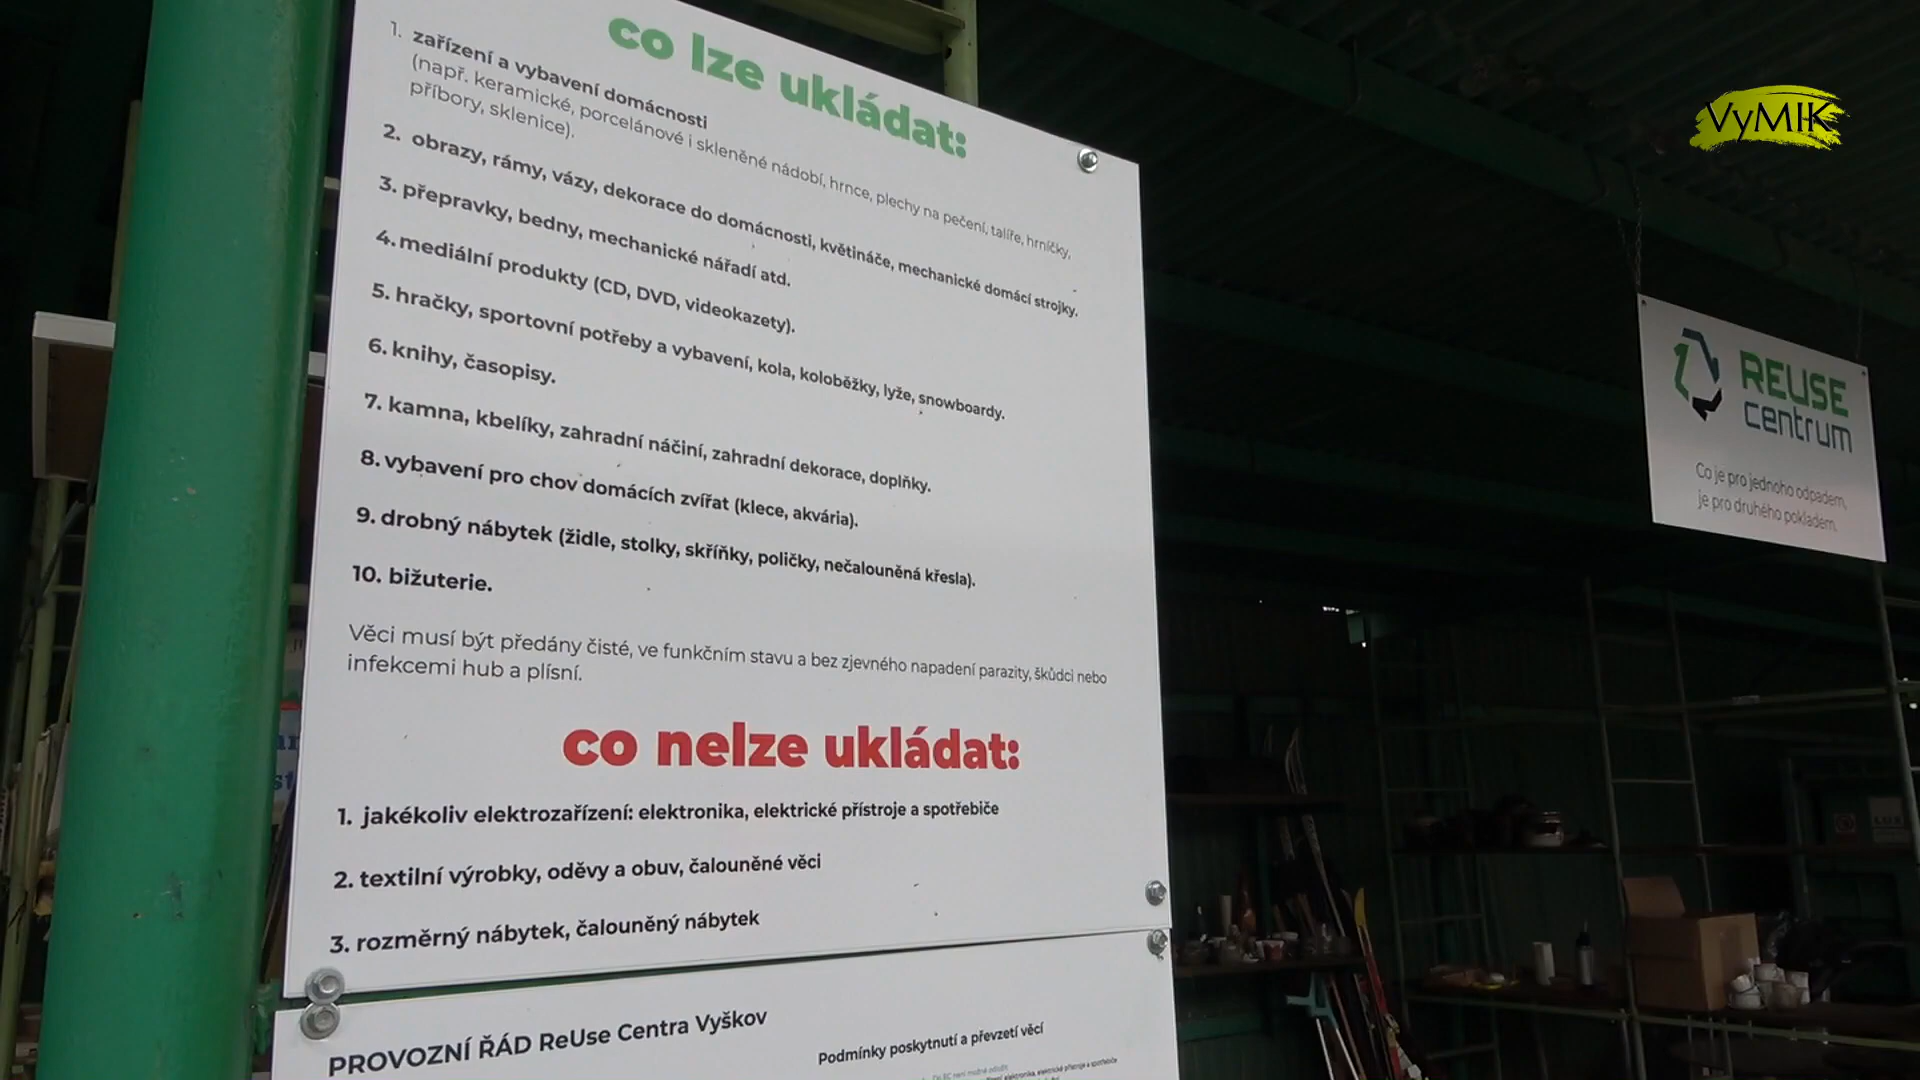 co lze ukládat:
1. zařízení a vybavení domácnosti
(např. keramické, porcelánové i skleněné nádobí, hrnce, plechy na pečení, talíře, hrníčky,
příbory, sklenice).
2. obrazy, rámy, vázy, dekorace do domácnosti, květináče, mechanické domácí strojky.
3. přepravky, bedny, mechanické nářadí atd.
4. mediální produkty (CD, DVD, videokazety).
5. hračky, sportovní potřeby a vybavení, kola, koloběžky, lyže, snowboardy.
6. knihy, časopisy.
7. kamna, kbelíky, zahradní náčiní, zahradní dekorace, doplňky.
8. vybavení pro chov domácích zvířat (klece, akvária).
9. drobný nábytek (židle, stolky, skříňky, poličky, nečalouněná křesla).
10. bižuterie.
Věci musí být předány čisté, ve funkčním stavu a bez zjevného napadení parazity, škůdci nebo
infekcemi hub a plísní.
co nelze ukládat:
1. jakékoliv elektrozařízení: elektronika, elektrické přístroje a spotřebiče
2. textilní výrobky, oděvy a obuv, čalouněné věci
3. rozměrný nábytek, čalouněný nábytek
PROVOZNÍ ŘÁD ReUse Centra Vyškov
Podmínky poskytnutí a převzetí věcí
VyMIK
REUSE
centrum
Co je pro jednoho odpadem,
je pro druhého pokladem.